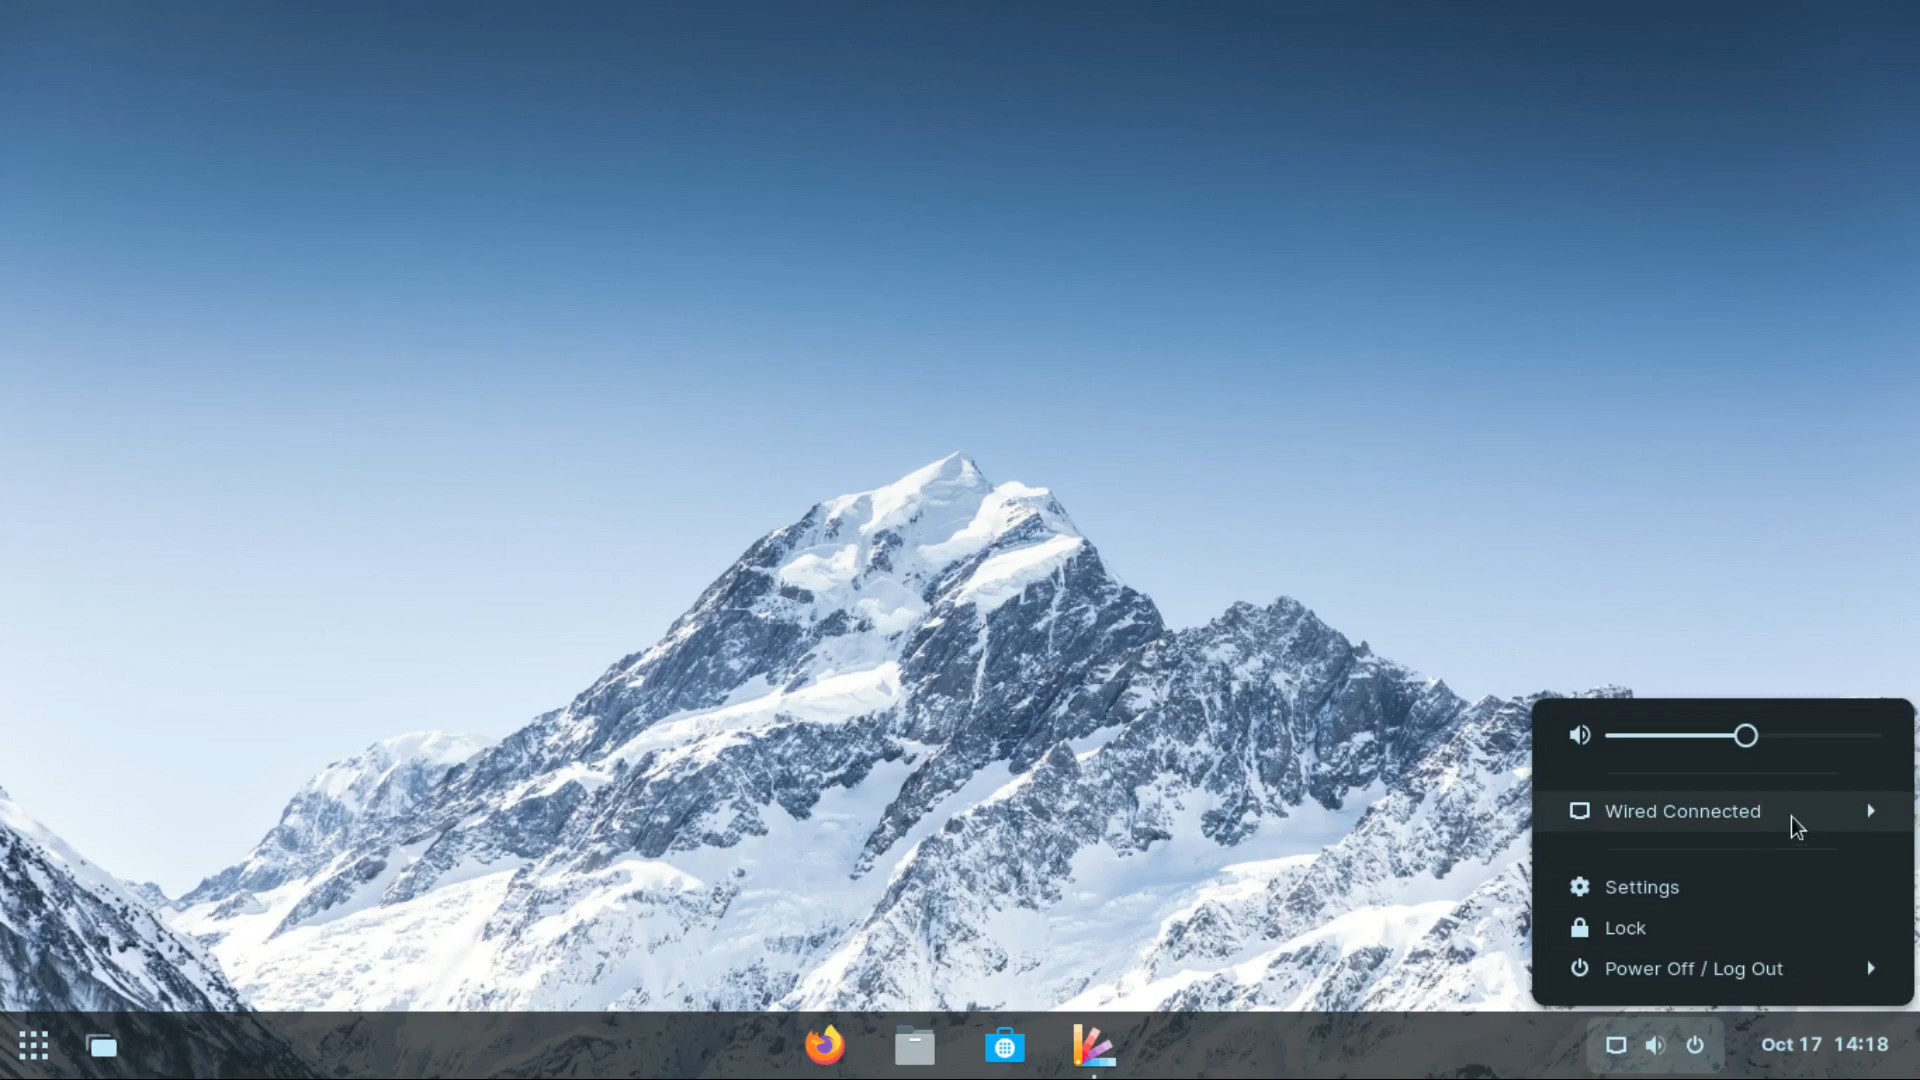 Wired Connected
Settings
Lock
Power Off / Log Out
Oct 17 14:18